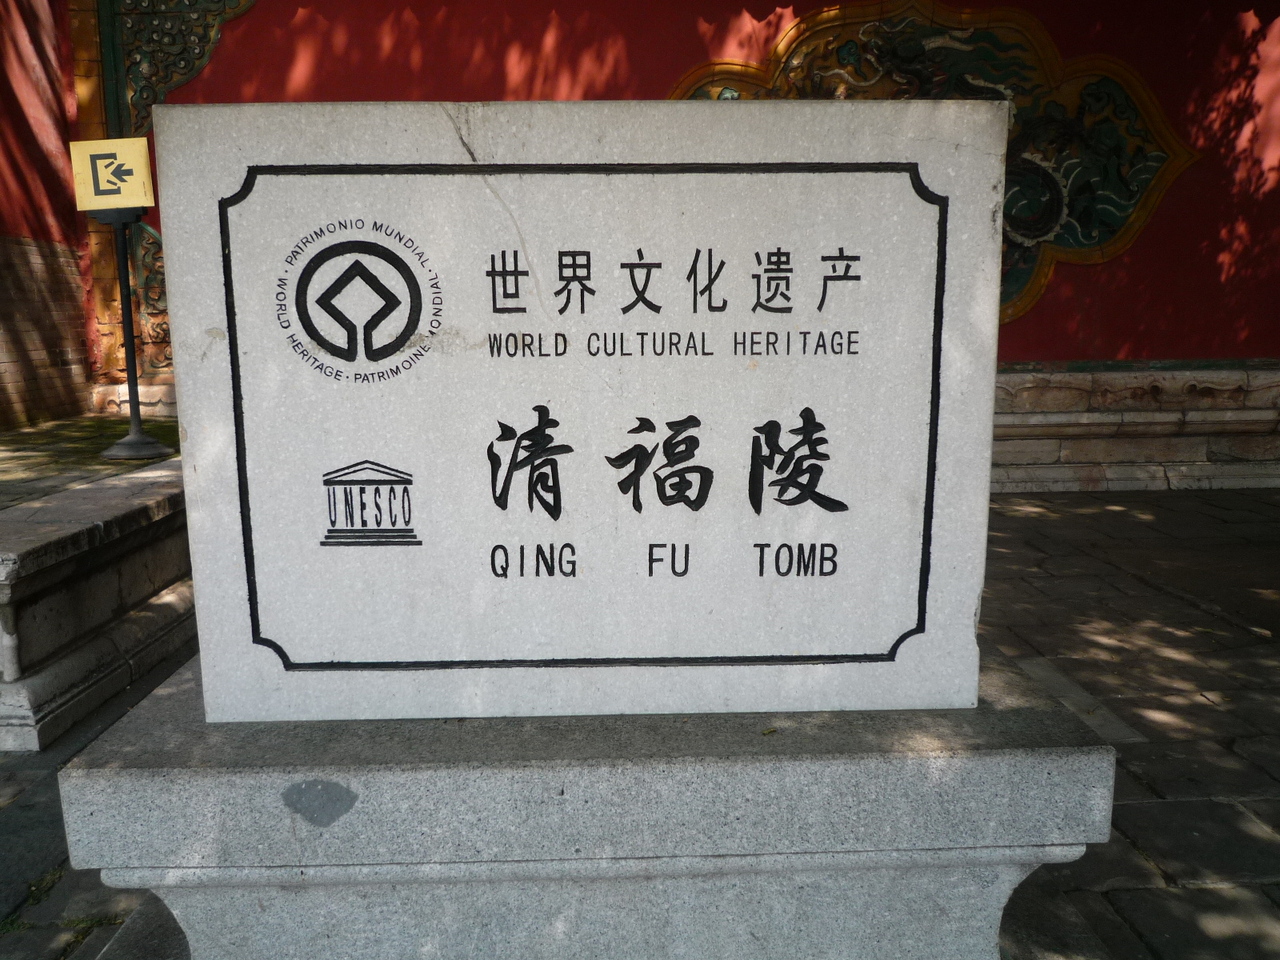 PATRIMONIO MUNDIAL · WORLD HERITAGE · PATRIMOINE MONDIAL ·
世界文化遗产
WORLD CULTURAL HERITAGE
清福陵
UNESCO
QING FU TOMB